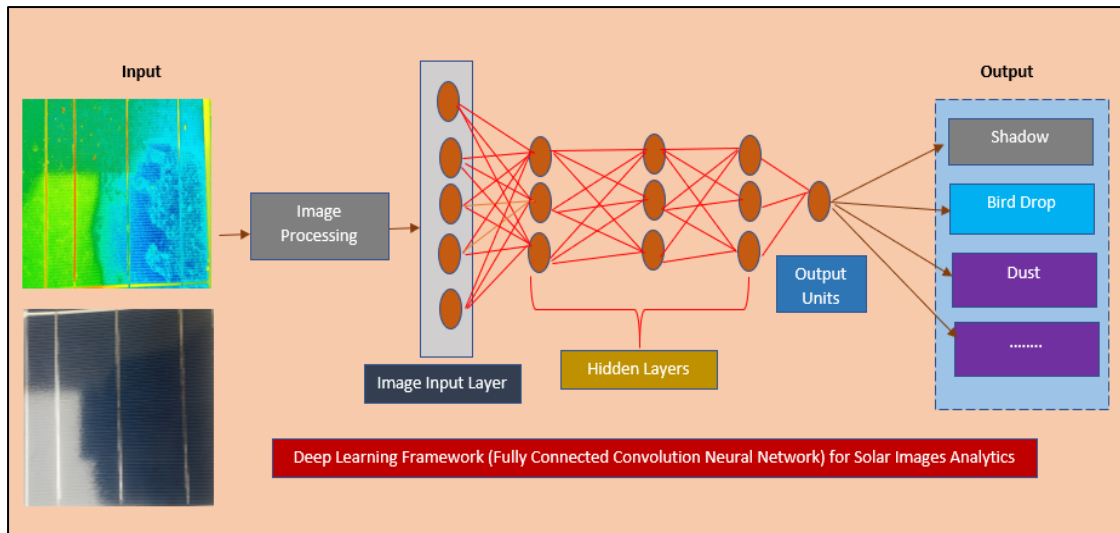 Input
Output
Image
Processing
Image Input Layer
Hidden Layers
Output
Units
Shadow
Bird Drop
Dust
........
Deep Learning Framework (Fully Connected Convolution Neural Network) for Solar Images Analytics